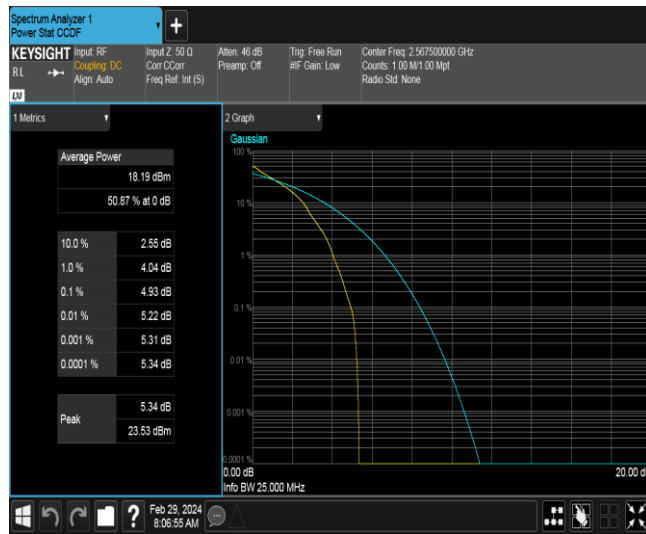 Spectrum Analyzer 1
Power Stat CCDF
+
KEYSIGHT
RL
LXI
Input: RF
Coupling: DC
Align: Auto
Input Z: 50 Ω
Corr CCorr
Freq Ref: Int (S)
Atten: 46 dB
Preamp: Off
Trig: Free Run
#IF Gain: Low
Center Freq: 2.567500000 GHz
Counts: 1.00 M/1.00 Mpt
Radio Std: None
1 Metrics
Average Power
18.19 dBm
50.87 % at 0 dB
10.0 % 2.55 dB
1.0 % 4.04 dB
0.1 % 4.93 dB
0.01 % 5.22 dB
0.001 % 5.31 dB
0.0001 % 5.34 dB
Peak
5.34 dB
23.53 dBm
2 Graph
Gaussian
100 %
10 %
1 %
0.1 %
0.01 %
0.001 %
0.0001 %
0.00 dB
20.00 d
Info BW 25.000 MHz
?
Feb 29, 2024
8:06:55 AM